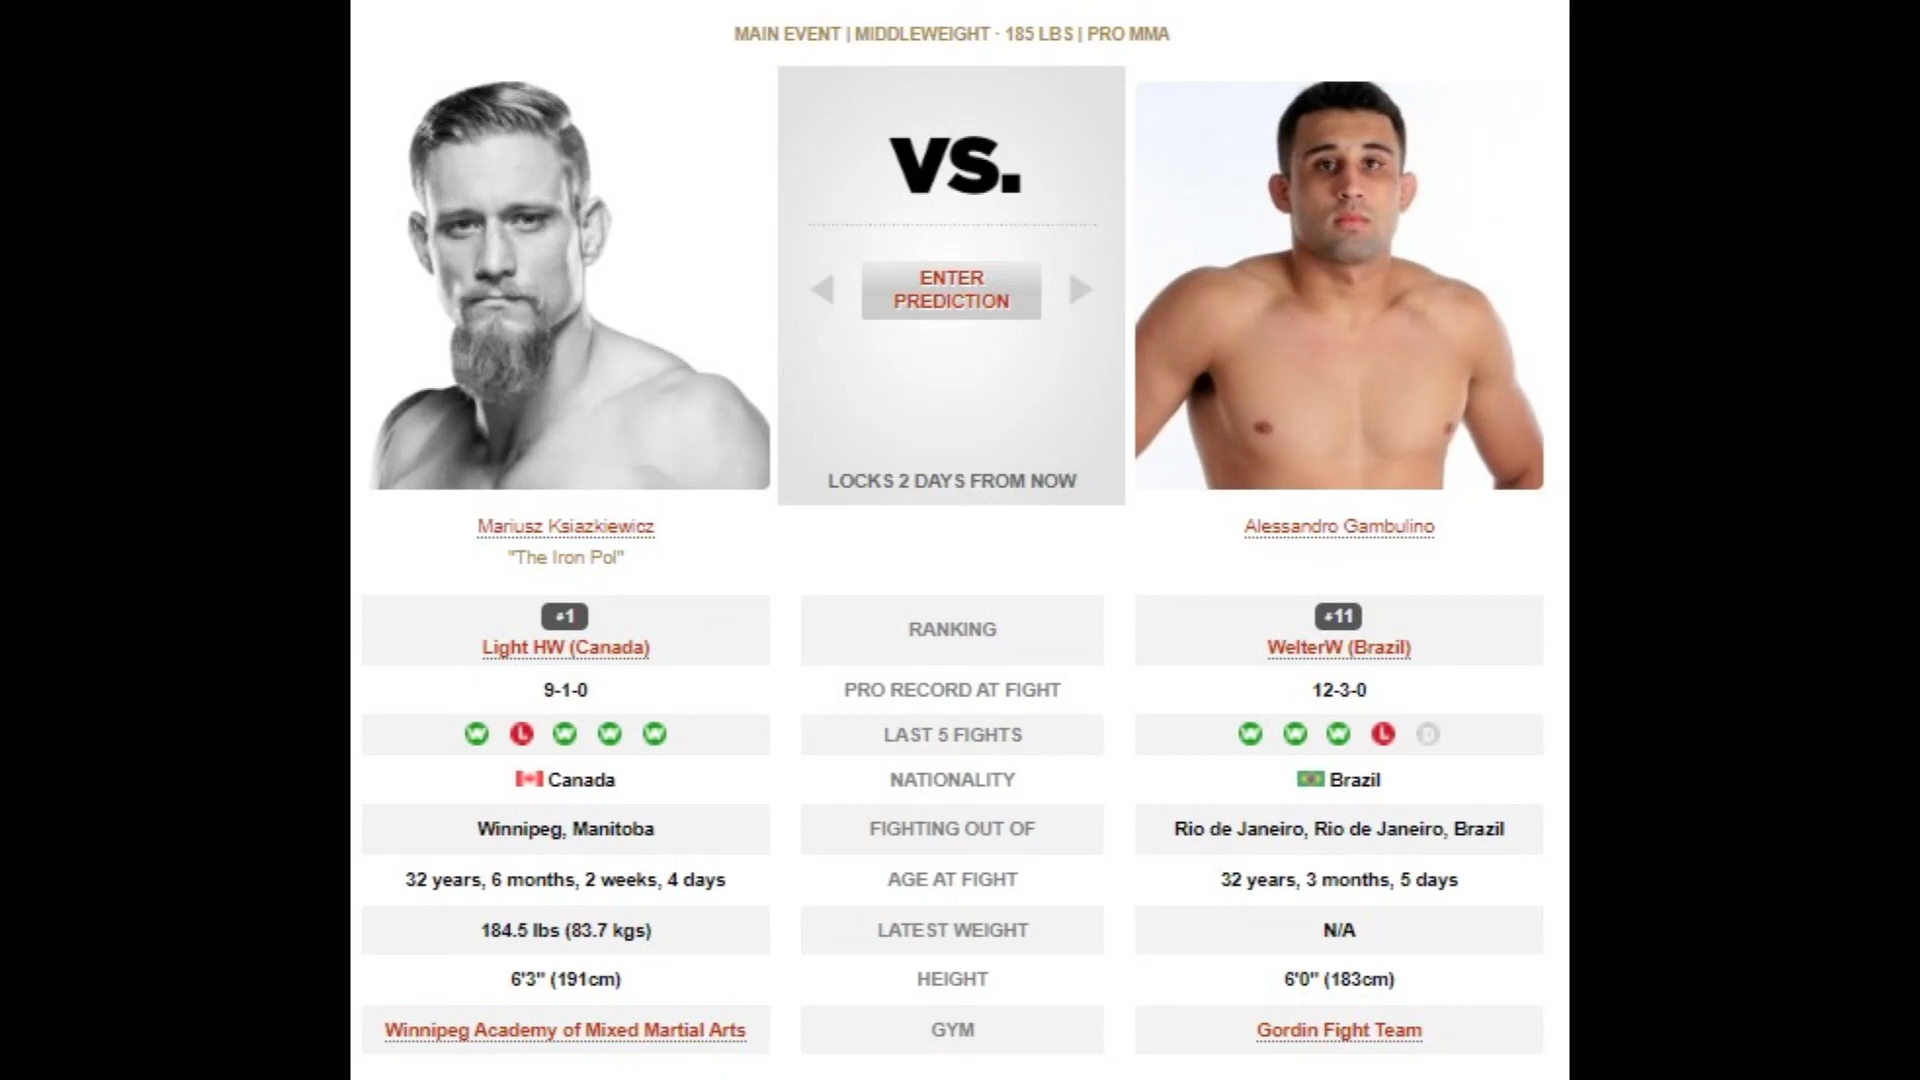 MAIN EVENT | MIDDLEWEIGHT · 185 LBS | PRO MMA
VS.
ENTER
PREDICTION
LOCKS 2 DAYS FROM NOW
Mariusz Ksiazkiewicz
Alessandro Gambulino
"The Iron Pol"
#1
Light HW (Canada)
RANKING
#11
WelterW (Brazil)
9-1-0
PRO RECORD AT FIGHT
12-3-0
W L W W W
LAST 5 FIGHTS
W W W L D
Canada
NATIONALITY
Brazil
Winnipeg, Manitoba
FIGHTING OUT OF
Rio de Janeiro, Rio de Janeiro, Brazil
32 years, 6 months, 2 weeks, 4 days
AGE AT FIGHT
32 years, 3 months, 5 days
184.5 lbs (83.7 kgs)
LATEST WEIGHT
N/A
6'3" (191cm)
HEIGHT
6'0" (183cm)
Winnipeg Academy of Mixed Martial Arts
GYM
Gordin Fight Team